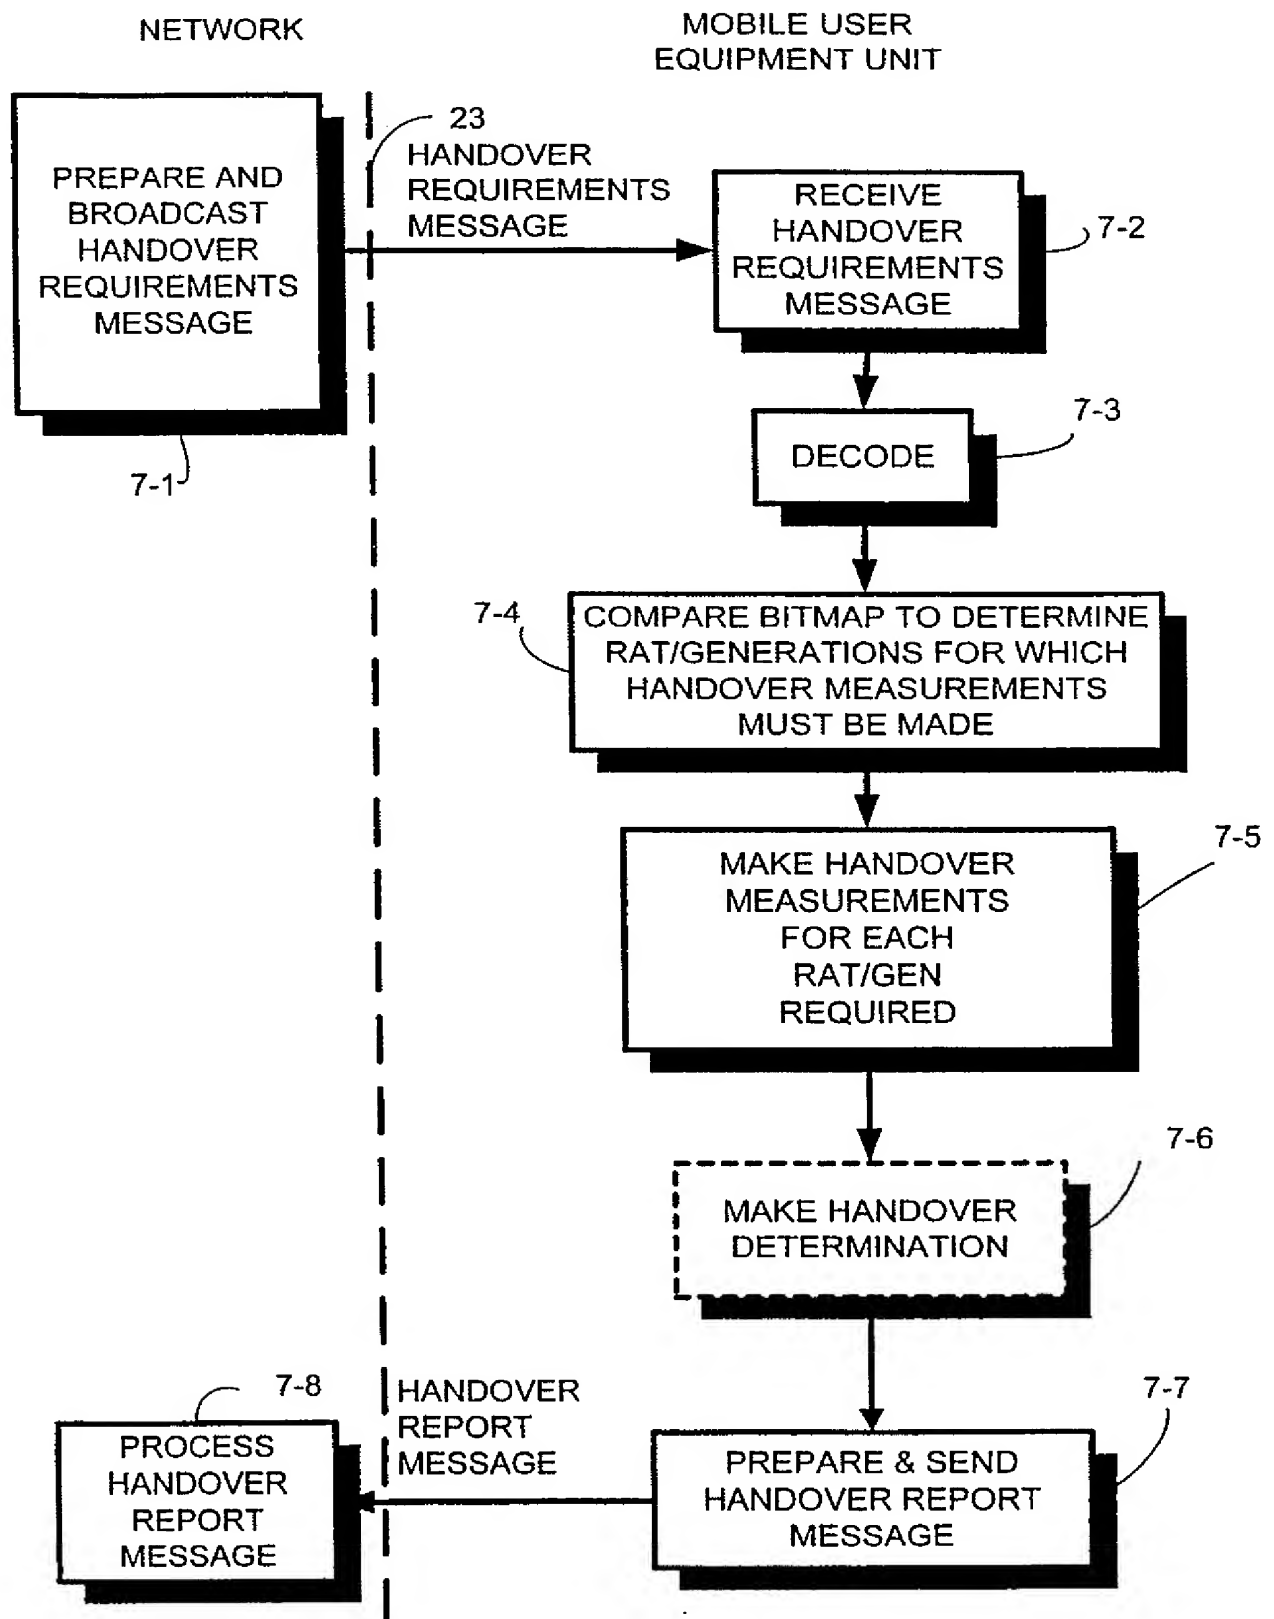 NETWORK
MOBILE USER
EQUIPMENT UNIT
PREPARE AND
BROADCAST
HANDOVER
REQUIREMENTS
MESSAGE
7-1
23
HANDOVER
REQUIREMENTS
MESSAGE
RECEIVE
HANDOVER
REQUIREMENTS
MESSAGE
7-2
DECODE
7-3
7-4
COMPARE BITMAP TO DETERMINE
RAT/GENERATIONS FOR WHICH
HANDOVER MEASUREMENTS
MUST BE MADE
MAKE HANDOVER
MEASUREMENTS
FOR EACH
RAT/GEN
REQUIRED
7-5
MAKE HANDOVER
DETERMINATION
7-6
PREPARE & SEND
HANDOVER REPORT
MESSAGE
7-7
HANDOVER
REPORT
MESSAGE
7-8
PROCESS
HANDOVER
REPORT
MESSAGE